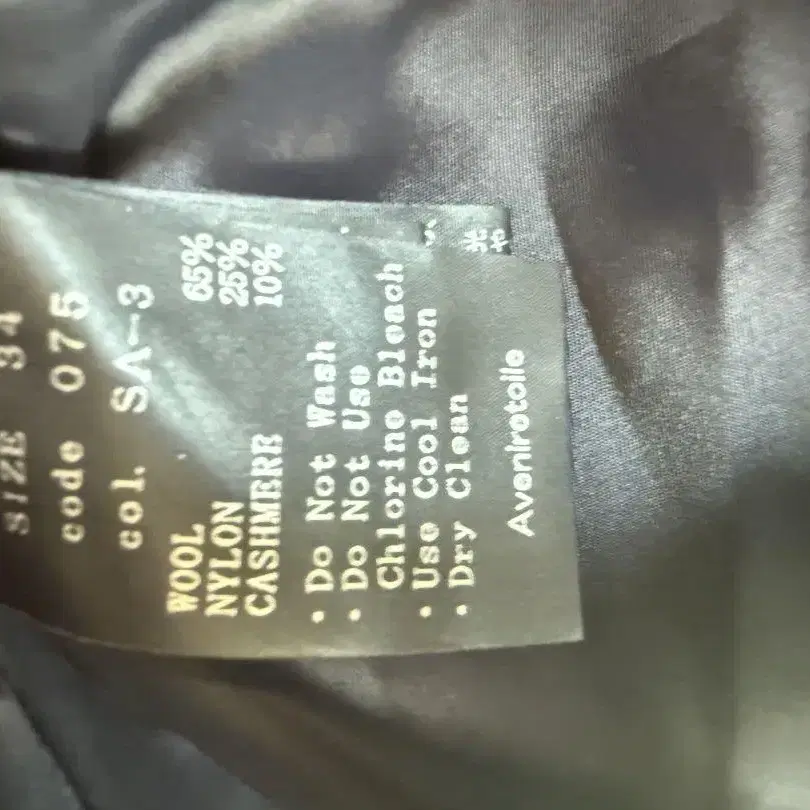 SIZE 34
code 075
col. SA-3
WOOL 65%
NYLON 25%
CASHMERE 10%
• Do Not Wash
• Do Not Use
Chlorine Bleach
• Use Cool Iron
• Dry Clean
Aveniretoile